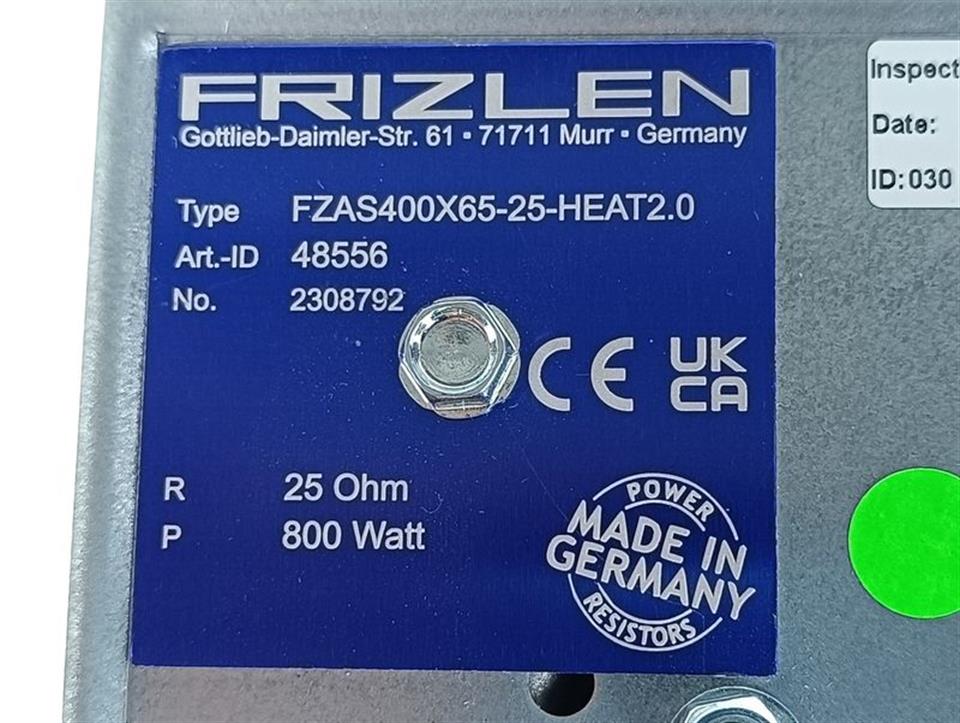 FRIZLEN
Gottlieb-Daimler-Str. 61 ▪ 71711 Murr ▪ Germany
Type FZAS400X65-25-HEAT2.0
Art.-ID 48556
No. 2308792
CE UK
CA
R 25 Ohm
P 800 Watt
POWER
MADE IN
GERMANY
RESISTORS
Inspect
Date:
ID: 030